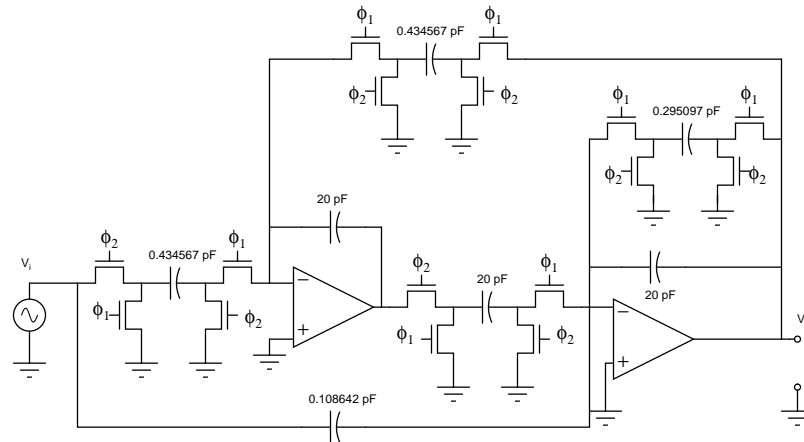 ϕ1 0.434567 pF ϕ1
ϕ2 ϕ2
ϕ1 ϕ1
0.295097 pF
ϕ2 ϕ2
20 pF
ϕ2 ϕ1
0.434567 pF
Vi
ϕ1 ϕ2
− +
ϕ2 ϕ1
20 pF
ϕ1 ϕ2
20 pF
− +
V
0.108642 pF